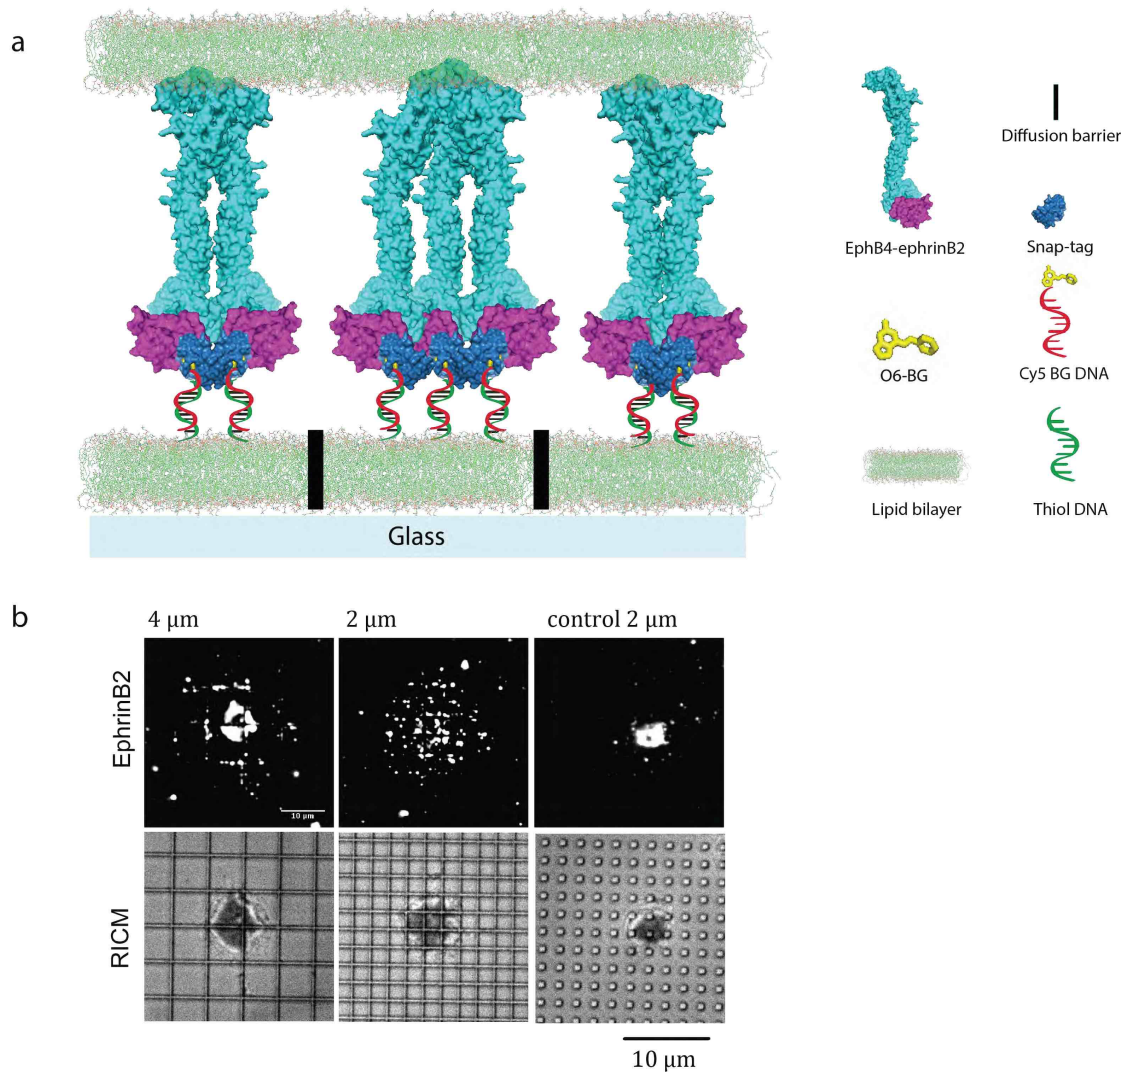 a
Diffusion barrier
EphB4-ephrinB2
Snap-tag
O6-BG
Cy5 BG DNA
Lipid bilayer
Thiol DNA
Glass
b
4 μm
2 μm
control 2 μm
EphrinB2
10 μm
RICM
10 μm